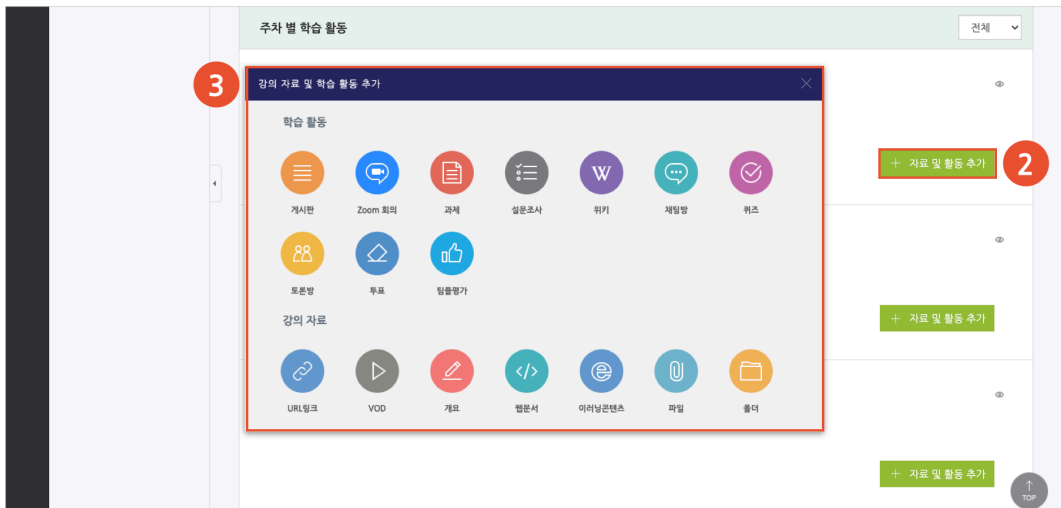 주차 별 학습 활동
전체
3
강의 자료 및 학습 활동 추가
학습 활동
+ 자료 및 활동 추가
2
게시판 Zoom 회의 과제 설문조사 위키 채팅방 퀴즈
토론방 투표 팀플평가
강의 자료
+ 자료 및 활동 추가
URL링크 VOD 개요 웹문서 이러닝콘텐츠 파일 폴더
+ 자료 및 활동 추가
TOP